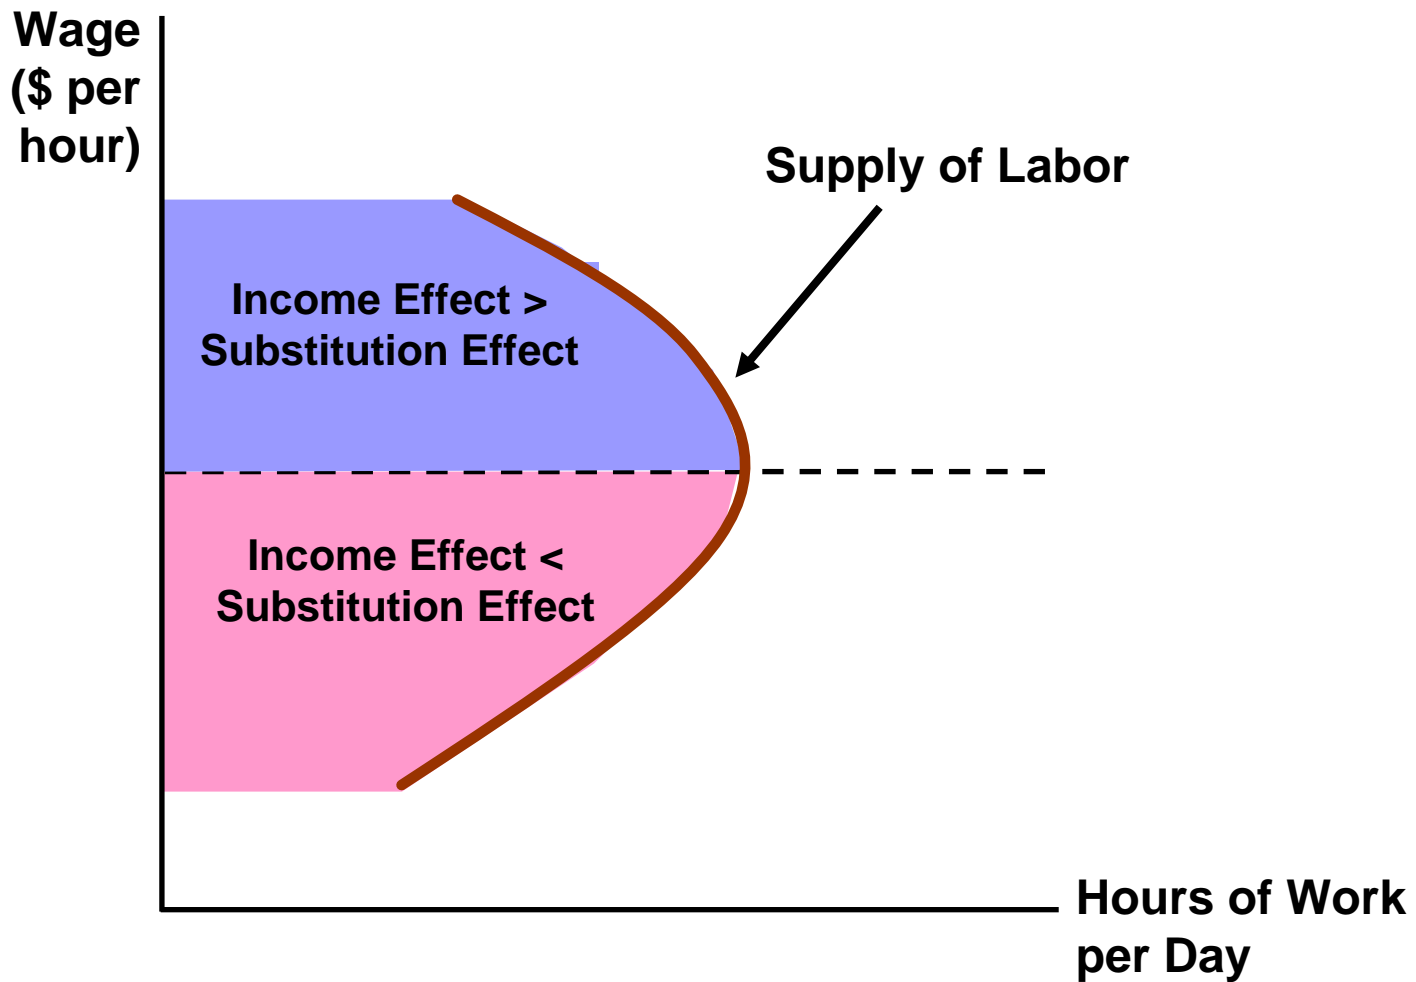 Wage
($ per
hour)
Supply of Labor
Income Effect >
Substitution Effect
Income Effect <
Substitution Effect
Hours of Work
per Day